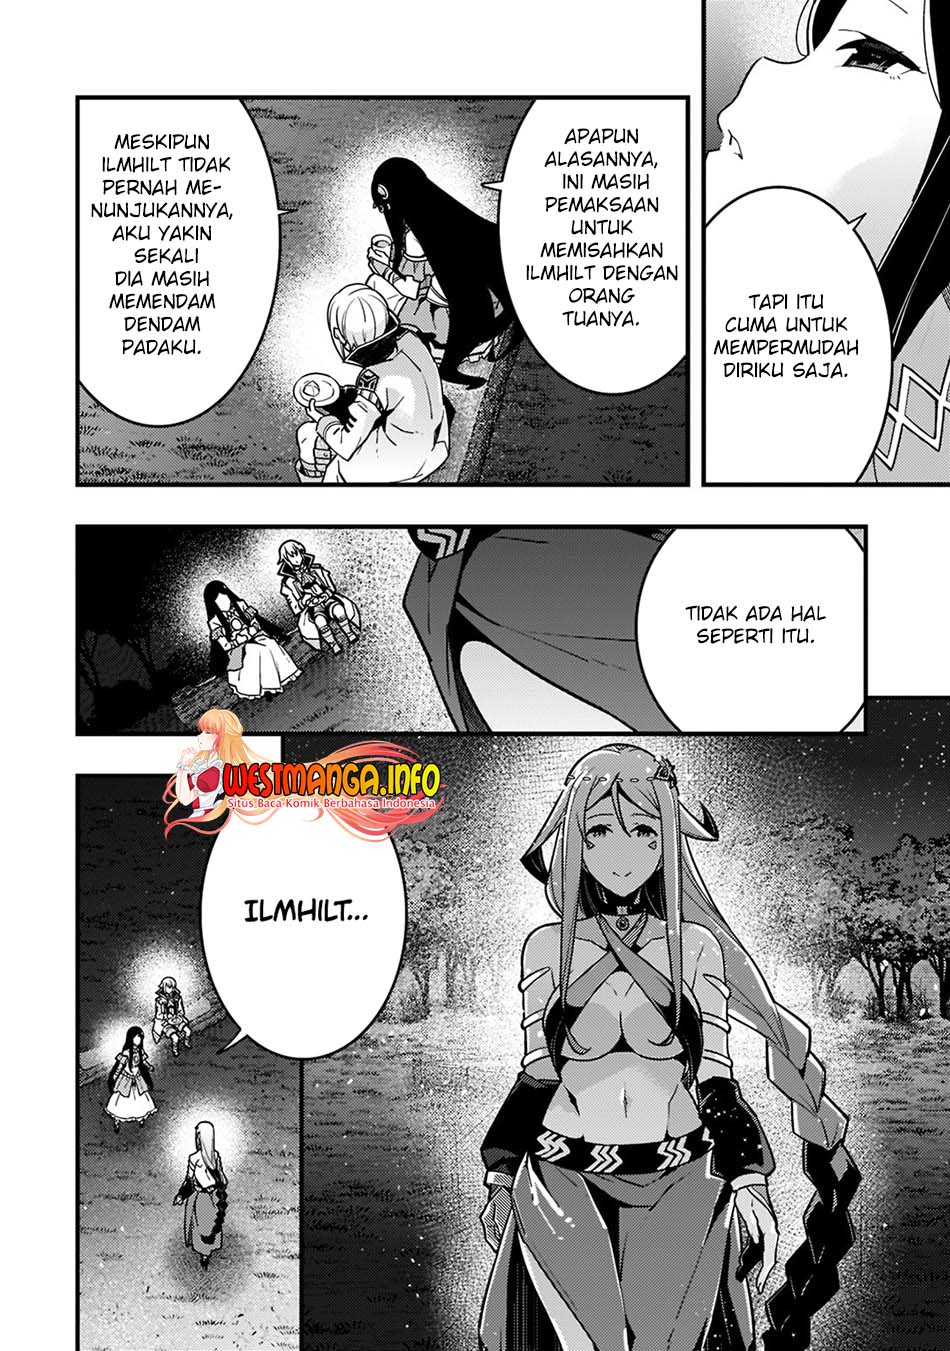 TAPI ITU
CUMA UNTUK
MEMPERMUDAH
DIRIKU SAJA.
APAPUN
ALASANNYA,
INI MASIH
PEMAKSAAN
UNTUK
MEMISAHKAN
ILMHILT DENGAN
ORANG
TUANYA.
MESKIPUN
ILMHILT TIDAK
PERNAH ME-
NUNJUKANNYA,
AKU YAKIN
SEKALI
DIA MASIH
MEMENDAM
DENDAM
PADAKU.
TIDAK ADA HAL
SEPERTI ITU.
WESTMANGA.INFO
Situs Baca Komik Berbahasa Indonesia
ILMHILT...